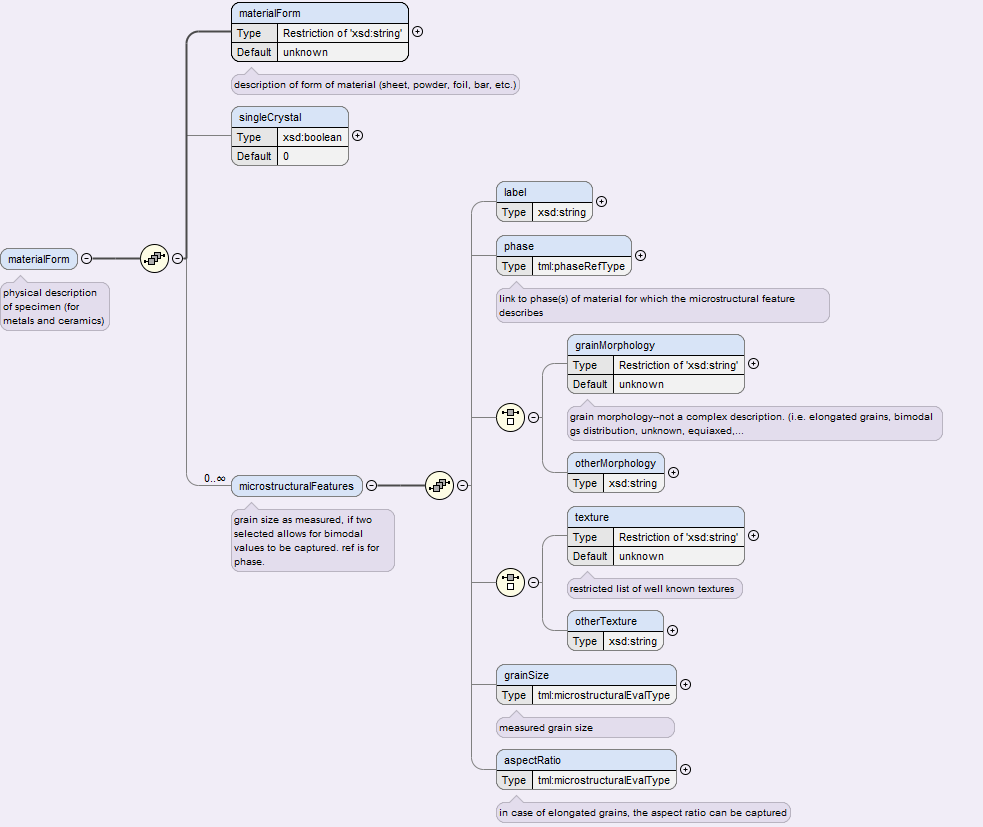 materialForm
Type Restriction of 'xsd:string'
Default unknown
description of form of material (sheet, powder, foil, bar, etc.)
singleCrystal
Type xsd:boolean
Default 0
materialForm
physical description
of specimen (for
metals and ceramics)
0..∞
microstructuralFeatures
grain size as measured, if two
selected allows for bimodal
values to be captured. ref is for
phase.
label
Type xsd:string
phase
Type tml:phaseRefType
link to phase(s) of material for which the microstructural feature
describes
grainMorphology
Type Restriction of 'xsd:string'
Default unknown
grain morphology--not a complex description. (i.e. elongated grains, bimodal
gs distribution, unknown, equiaxed,...
otherMorphology
Type xsd:string
texture
Type Restriction of 'xsd:string'
Default unknown
restricted list of well known textures
otherTexture
Type xsd:string
grainSize
Type tml:microstructuralEvalType
measured grain size
aspectRatio
Type tml:microstructuralEvalType
in case of elongated grains, the aspect ratio can be captured